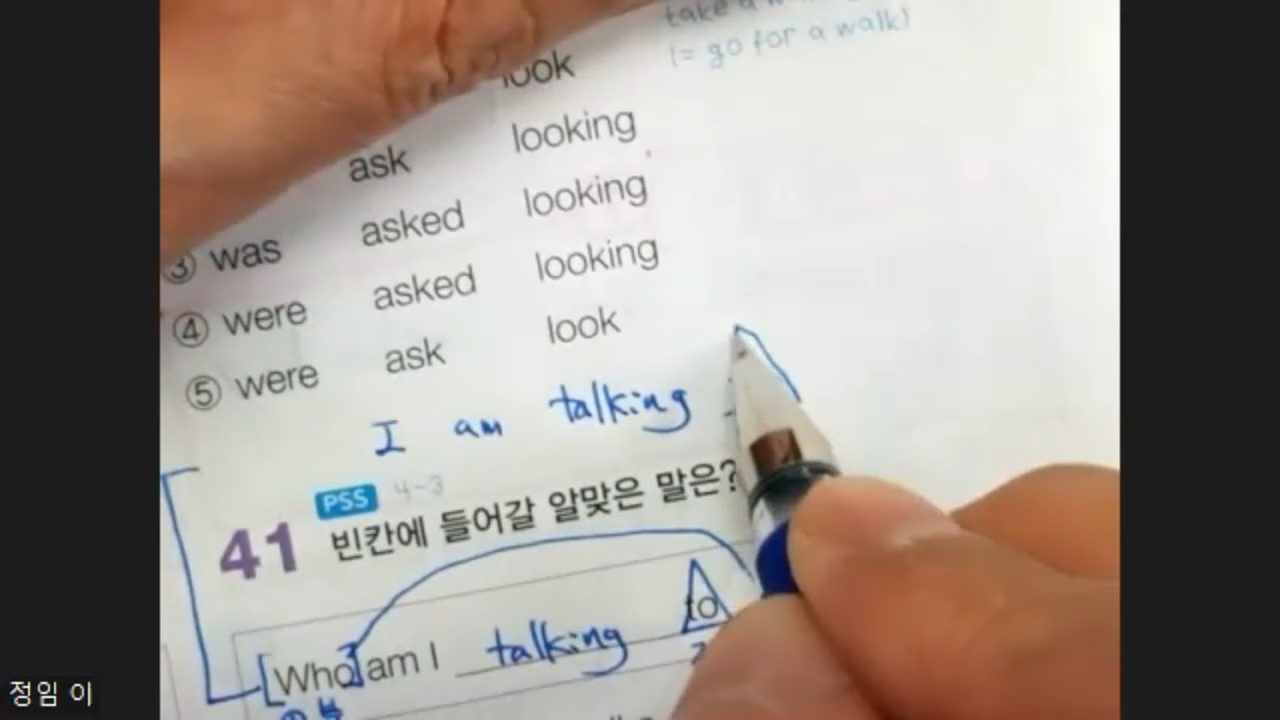 (= go for a walk)
look
ask looking
③ was asked looking
④ were asked looking
⑤ were ask look
I am talking
PSS 4-3
41 빈칸에 들어갈 알맞은 말은?
Who am I talking to
정임 이